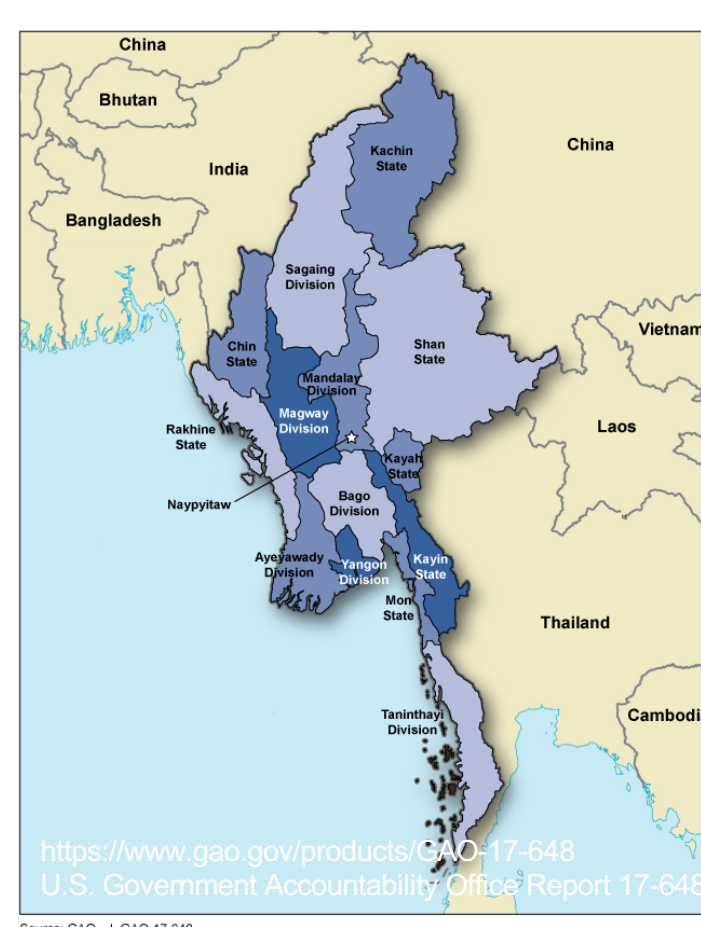 China
Bhutan
India
Bangladesh
China
Kachin
State
Sagaing
Division
Chin
State
Shan
State
Vietnam
Mandalay
Division
Magway
Division
Laos
Rakhine
State
Kayah
State
Naypyitaw
Bago
Division
Ayeyawady
Division
Yangon
Division
Kayin
State
Mon
State
Thailand
Taninthayi
Division
Cambodi
https://www.gao.gov/products/GAO-17-648
U.S. Government Accountability Office Report 17-648